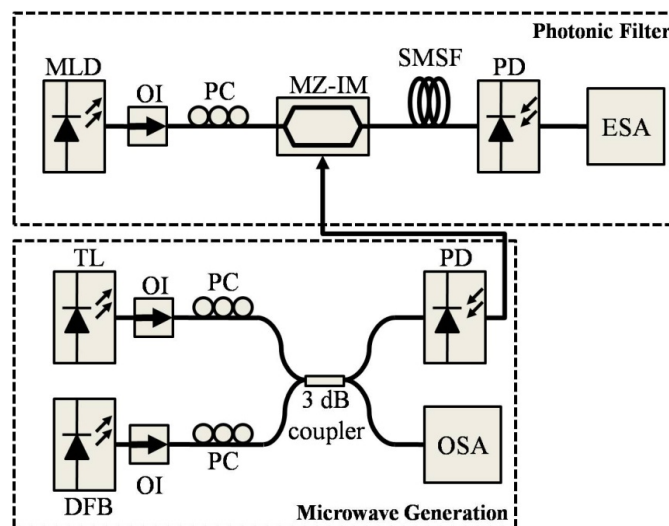 Photonic Filter
MLD
OI
PC
MZ-IM
SMSF
PD
ESA
TL
OI
PC
PD
3 dB
coupler
DFB
OI
PC
OSA
Microwave Generation